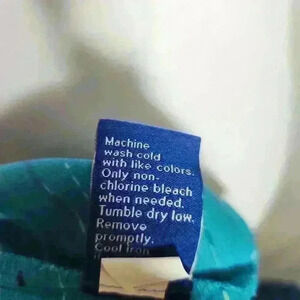 Machine
wash cold
with like colors.
Only non-
chlorine bleach
when needed.
Tumble dry low.
Remove
promptly.
Cool iron